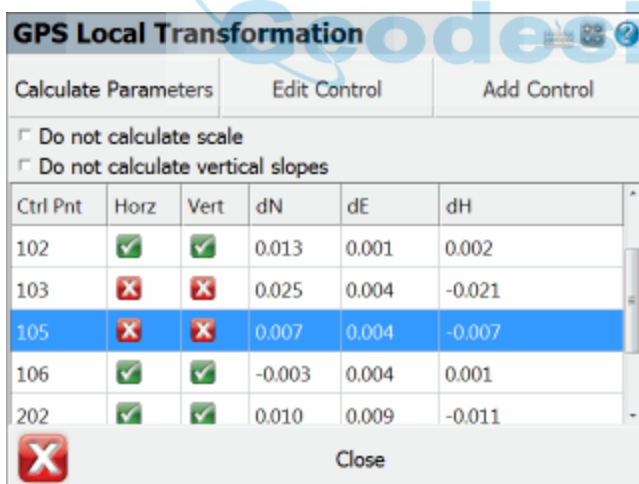 Geodesi
GPS Local Transformation
Calculate Parameters Edit Control Add Control
Do not calculate scale
Do not calculate vertical slopes
Ctrl Pnt Horz Vert dN dE dH
102 0.013 0.001 0.002
103 0.025 0.004 -0.021
105 0.007 0.004 -0.007
106 -0.003 0.004 0.001
202 0.010 0.009 -0.011
Close